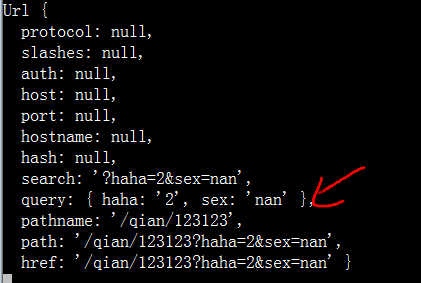 Url {
  protocol: null,
  slashes: null,
  auth: null,
  host: null,
  port: null,
  hostname: null,
  hash: null,
  search: '?haha=2&sex=nan',
  query: { haha: '2', sex: 'nan' },
  pathname: '/qian/123123',
  path: '/qian/123123?haha=2&sex=nan',
  href: '/qian/123123?haha=2&sex=nan' }